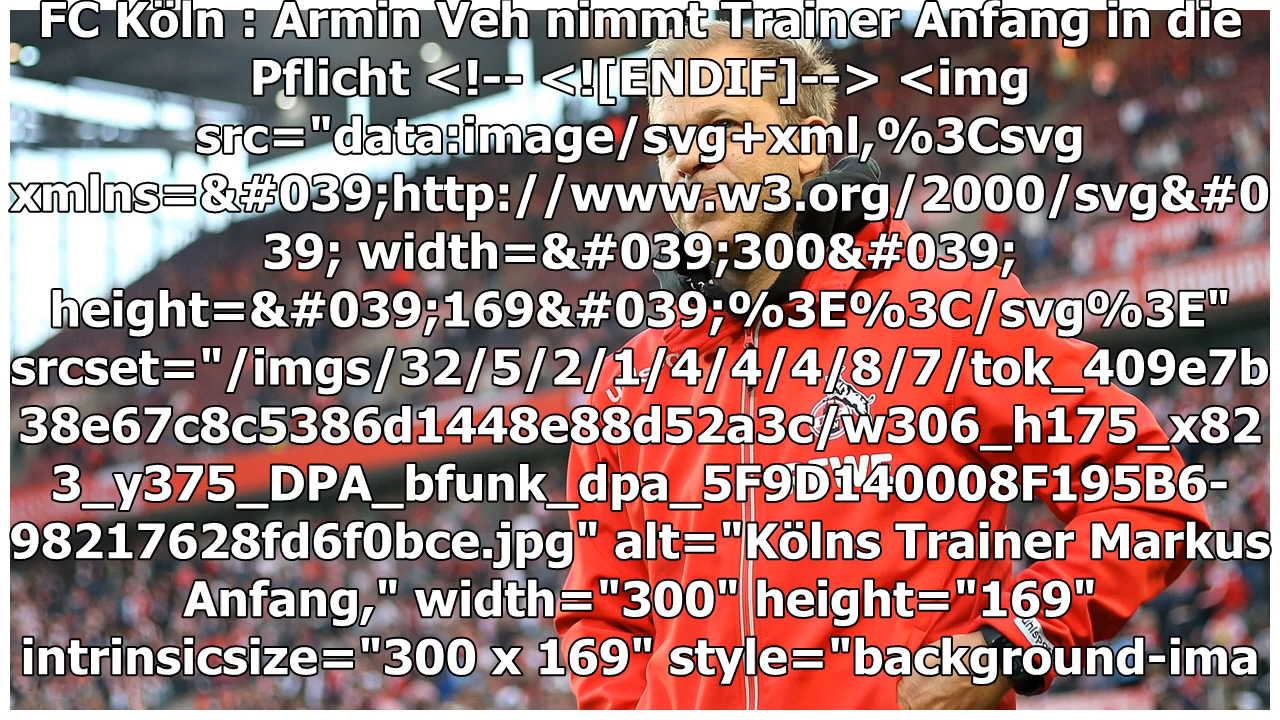 FC Köln : Armin Veh nimmt Trainer Anfang in die
Pflicht <!-- <![ENDIF]--> <img
src="data:image/svg+xml,%3Csvg
xmlns=&#039;http://www.w3.org/2000/svg&#0
39; width=&#039;300&#039;
height=&#039;169&#039;%3E%3C/svg%3E"
srcset="/imgs/32/5/2/1/4/4/4/8/7/tok_409e7b
38e67c8c5386d1448e88d52a3c/w306_h175_x82
3_y375_DPA_bfunk_dpa_5F9D140008F195B6-
98217628fd6f0bce.jpg" alt="Kölns Trainer Markus
Anfang," width="300" height="169"
intrinsicsize="300 x 169" style="background-ima
REWE
uhlsport